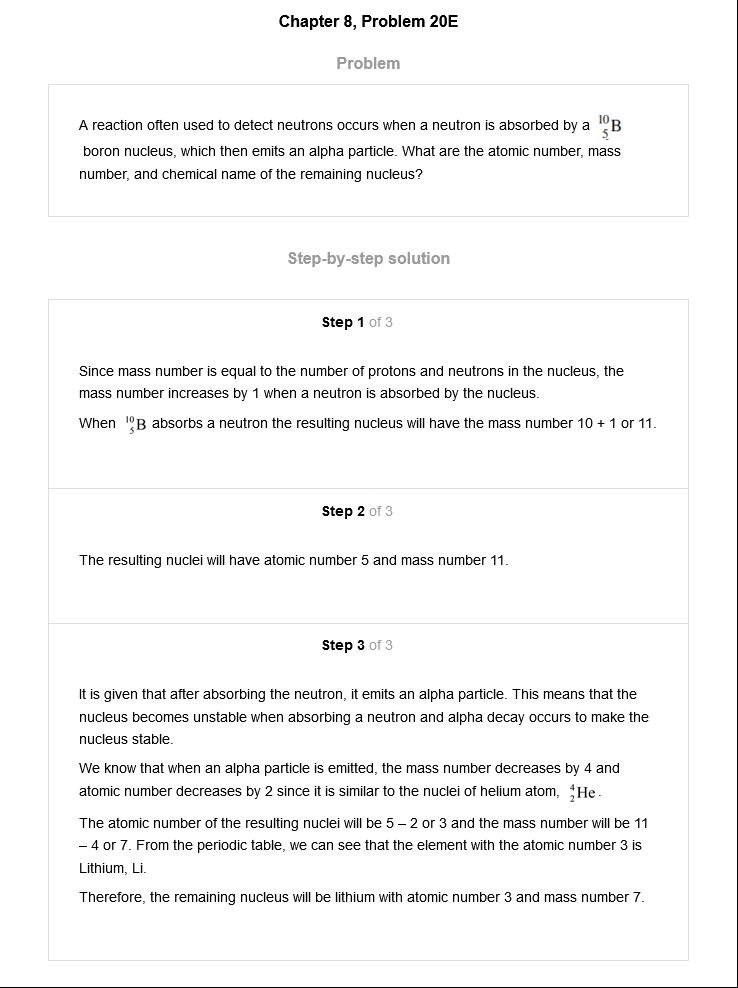 Chapter 8, Problem 20E
Problem
A reaction often used to detect neutrons occurs when a neutron is absorbed by a ¹⁰₅B
boron nucleus, which then emits an alpha particle. What are the atomic number, mass
number, and chemical name of the remaining nucleus?
Step-by-step solution
Step 1 of 3
Since mass number is equal to the number of protons and neutrons in the nucleus, the
mass number increases by 1 when a neutron is absorbed by the nucleus.
When ¹⁰₅B absorbs a neutron the resulting nucleus will have the mass number 10 + 1 or 11.
Step 2 of 3
The resulting nuclei will have atomic number 5 and mass number 11.
Step 3 of 3
It is given that after absorbing the neutron, it emits an alpha particle. This means that the
nucleus becomes unstable when absorbing a neutron and alpha decay occurs to make the
nucleus stable.
We know that when an alpha particle is emitted, the mass number decreases by 4 and
atomic number decreases by 2 since it is similar to the nuclei of helium atom, ⁴₂He.
The atomic number of the resulting nuclei will be 5 – 2 or 3 and the mass number will be 11
– 4 or 7. From the periodic table, we can see that the element with the atomic number 3 is
Lithium, Li.
Therefore, the remaining nucleus will be lithium with atomic number 3 and mass number 7.